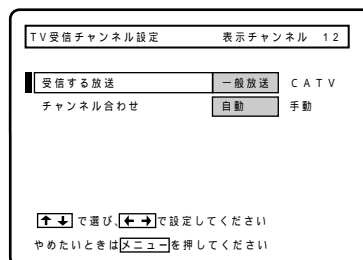 TV受信チャンネル設定 表示チャンネル 12
受信する放送 一般放送 CATV
チャンネル合わせ 自動 手動
↑↓で選び、←→で設定してください
やめたいときはメニューを押してください